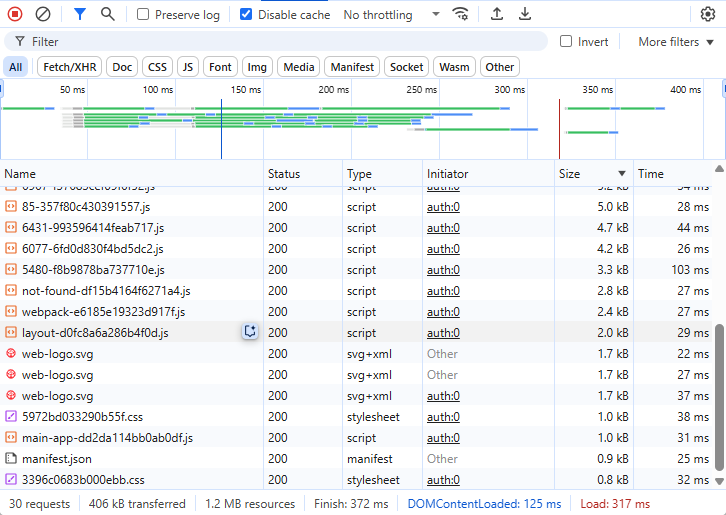 Preserve log Disable cache No throttling
Filter Invert More filters
All Fetch/XHR Doc CSS JS Font Img Media Manifest Socket Wasm Other
50 ms 100 ms 150 ms 200 ms 250 ms 300 ms 350 ms 400 ms
Name Status Type Initiator Size Time
200 script auth:0
85-357f80c430391557.js 200 script auth:0 5.0 kB 28 ms
6431-993596414feab717.js 200 script auth:0 4.7 kB 44 ms
6077-6fd0d830f4bd5dc2.js 200 script auth:0 4.2 kB 26 ms
5480-f8b9878ba737710e.js 200 script auth:0 3.3 kB 103 ms
not-found-df15b4164f6271a4.js 200 script auth:0 2.8 kB 27 ms
webpack-e6185e19323d917f.js 200 script auth:0 2.4 kB 27 ms
layout-d0fc8a6a286b4f0d.js 200 script auth:0 2.0 kB 29 ms
web-logo.svg 200 svg+xml Other 1.7 kB 22 ms
web-logo.svg 200 svg+xml Other 1.7 kB 27 ms
web-logo.svg 200 svg+xml auth:0 1.7 kB 37 ms
5972bd033290b55f.css 200 stylesheet auth:0 1.0 kB 38 ms
main-app-dd2da114bb0ab0df.js 200 script auth:0 1.0 kB 31 ms
manifest.json 200 manifest Other 0.9 kB 25 ms
3396c0683b000ebb.css 200 stylesheet auth:0 0.8 kB 32 ms
30 requests 406 kB transferred 1.2 MB resources Finish: 372 ms DOMContentLoaded: 125 ms Load: 317 ms